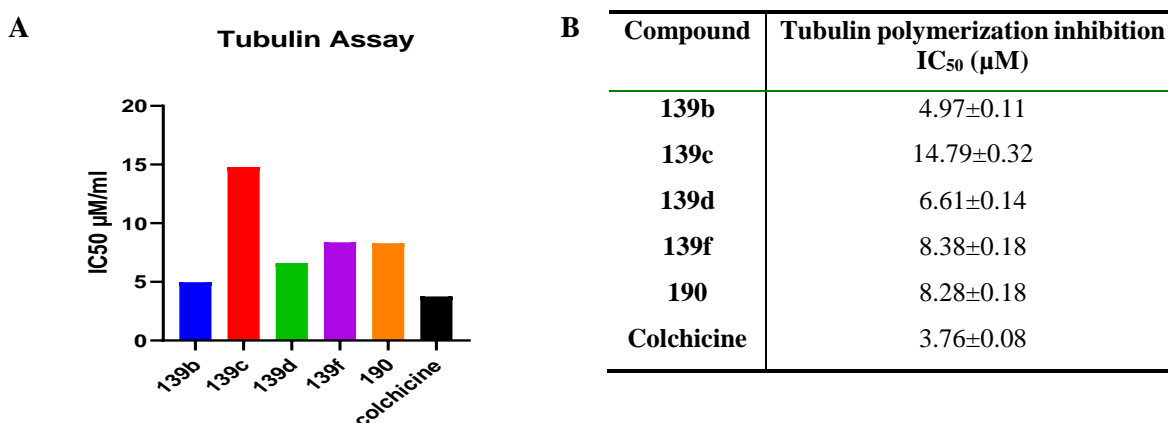 A
Tubulin Assay
IC50 µM/ml
20
15
10
5
0
139b
139c
139d
139f
190
colchicine
B
Compound Tubulin polymerization inhibition
IC₅₀ (µM)
139b 4.97±0.11
139c 14.79±0.32
139d 6.61±0.14
139f 8.38±0.18
190 8.28±0.18
Colchicine 3.76±0.08